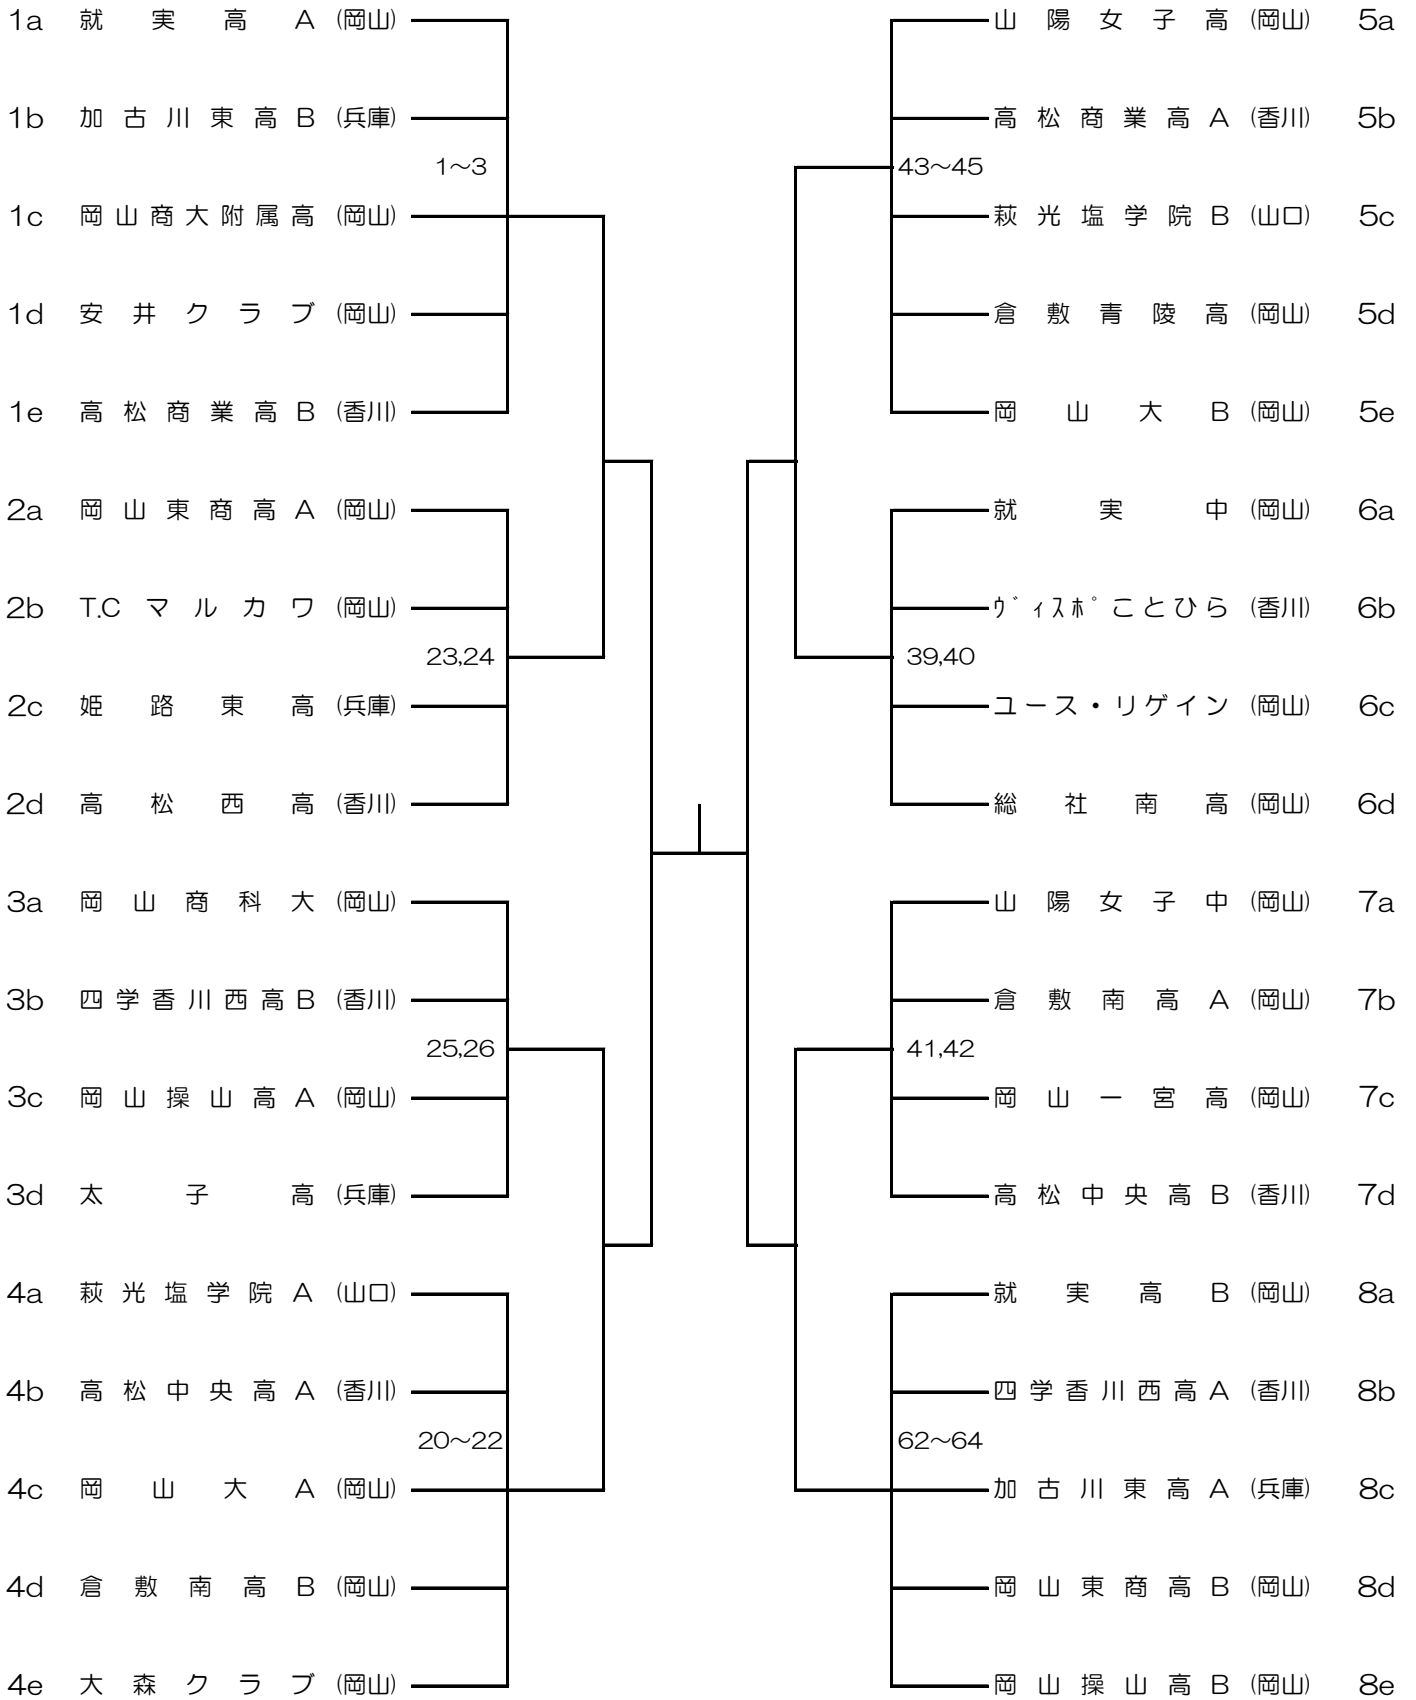 1a 就実高A (岡山)
1b 加古川東高B (兵庫)
1～3
1c 岡山商大附属高 (岡山)
1d 安井クラブ (岡山)
1e 高松商業高B (香川)
2a 岡山東商高A (岡山)
2b T.Cマルカワ (岡山)
23,24
2c 姫路東高 (兵庫)
2d 高松西高 (香川)
3a 岡山商科大 (岡山)
3b 四学香川西高B (香川)
25,26
3c 岡山操山高A (岡山)
3d 太子高 (兵庫)
4a 萩光塩学院A (山口)
4b 高松中央高A (香川)
20～22
4c 岡山大A (岡山)
4d 倉敷南高B (岡山)
4e 大森クラブ (岡山)
山陽女子高 (岡山) 5a
高松商業高A (香川) 5b
43～45
萩光塩学院B (山口) 5c
倉敷青陵高 (岡山) 5d
岡山大B (岡山) 5e
就実中 (岡山) 6a
ｳﾞｨｽﾎﾟことひら (香川) 6b
39,40
ユース・リゲイン (岡山) 6c
総社南高 (岡山) 6d
山陽女子中 (岡山) 7a
倉敷南高A (岡山) 7b
41,42
岡山一宮高 (岡山) 7c
高松中央高B (香川) 7d
就実高B (岡山) 8a
四学香川西高A (香川) 8b
62～64
加古川東高A (兵庫) 8c
岡山東商高B (岡山) 8d
岡山操山高B (岡山) 8e